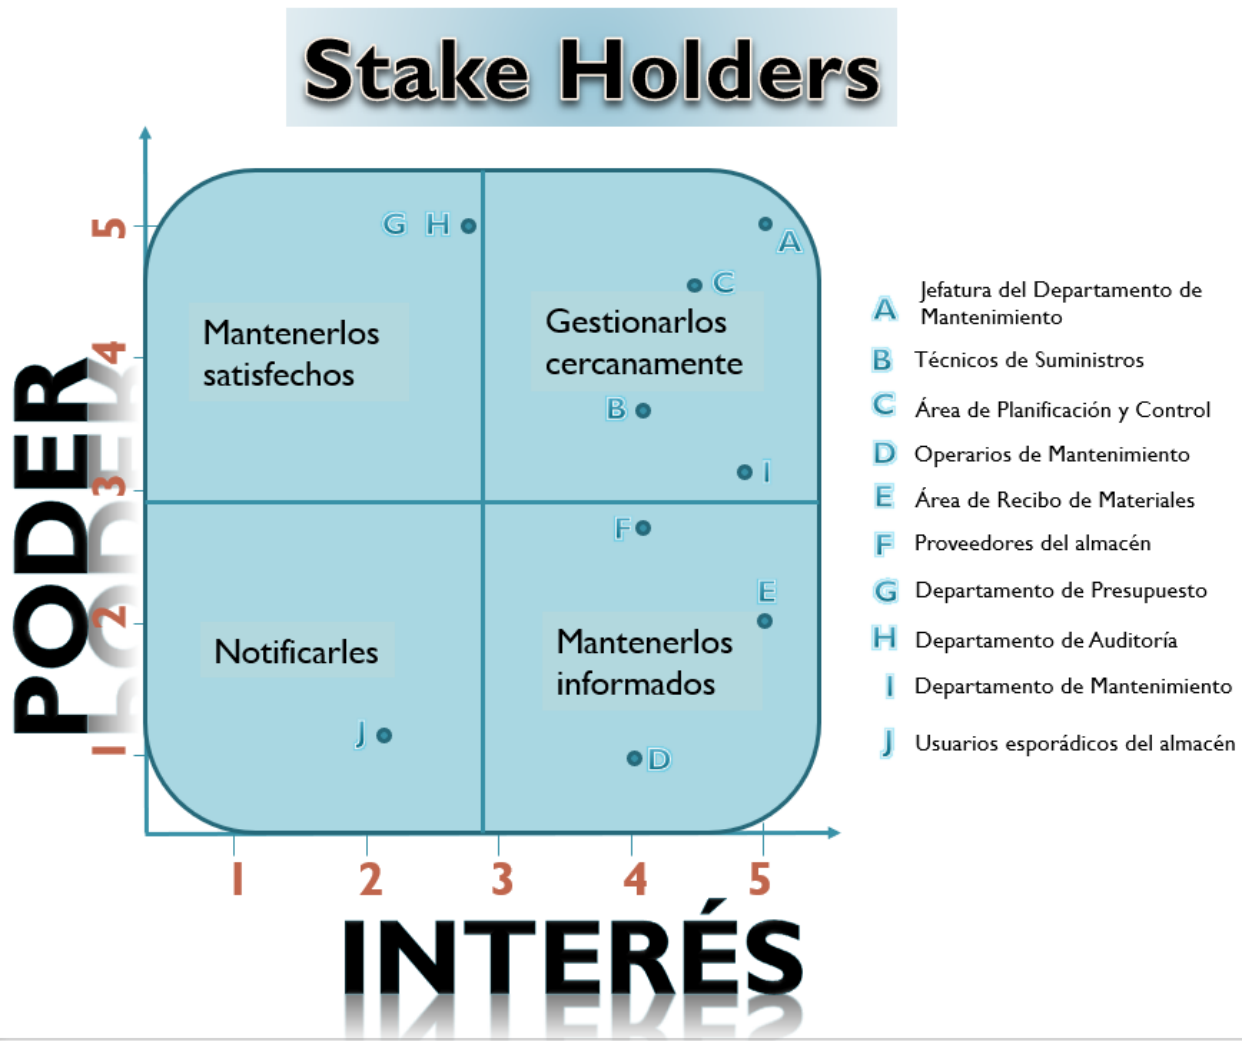 Stake Holders
5
G H
A
C
Mantenerlos
satisfechos
Gestionarlos
cercanamente
4
B
I
3
F
E
2
Notificarles
Mantenerlos
informados
J
D
1
PODER
1 2 3 4 5
INTERÉS
A Jefatura del Departamento de
Mantenimiento
B Técnicos de Suministros
C Área de Planificación y Control
D Operarios de Mantenimiento
E Área de Recibo de Materiales
F Proveedores del almacén
G Departamento de Presupuesto
H Departamento de Auditoría
I Departamento de Mantenimiento
J Usuarios esporádicos del almacén